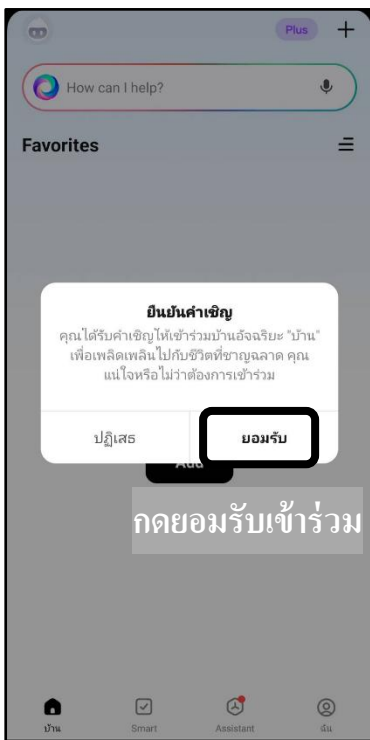 Plus
How can I help?
Favorites
ยืนยันคำเชิญ
คุณได้รับคำเชิญให้เข้าร่วมบ้านอัจฉริยะ "บ้าน"
เพื่อเพลิดเพลินไปกับชีวิตที่ชาญฉลาด คุณ
แน่ใจหรือไม่ว่าต้องการเข้าร่วม
ปฏิเสธ
ยอมรับ
Add
กดยอมรับเข้าร่วม
บ้าน
Smart
Assistant
ฉัน